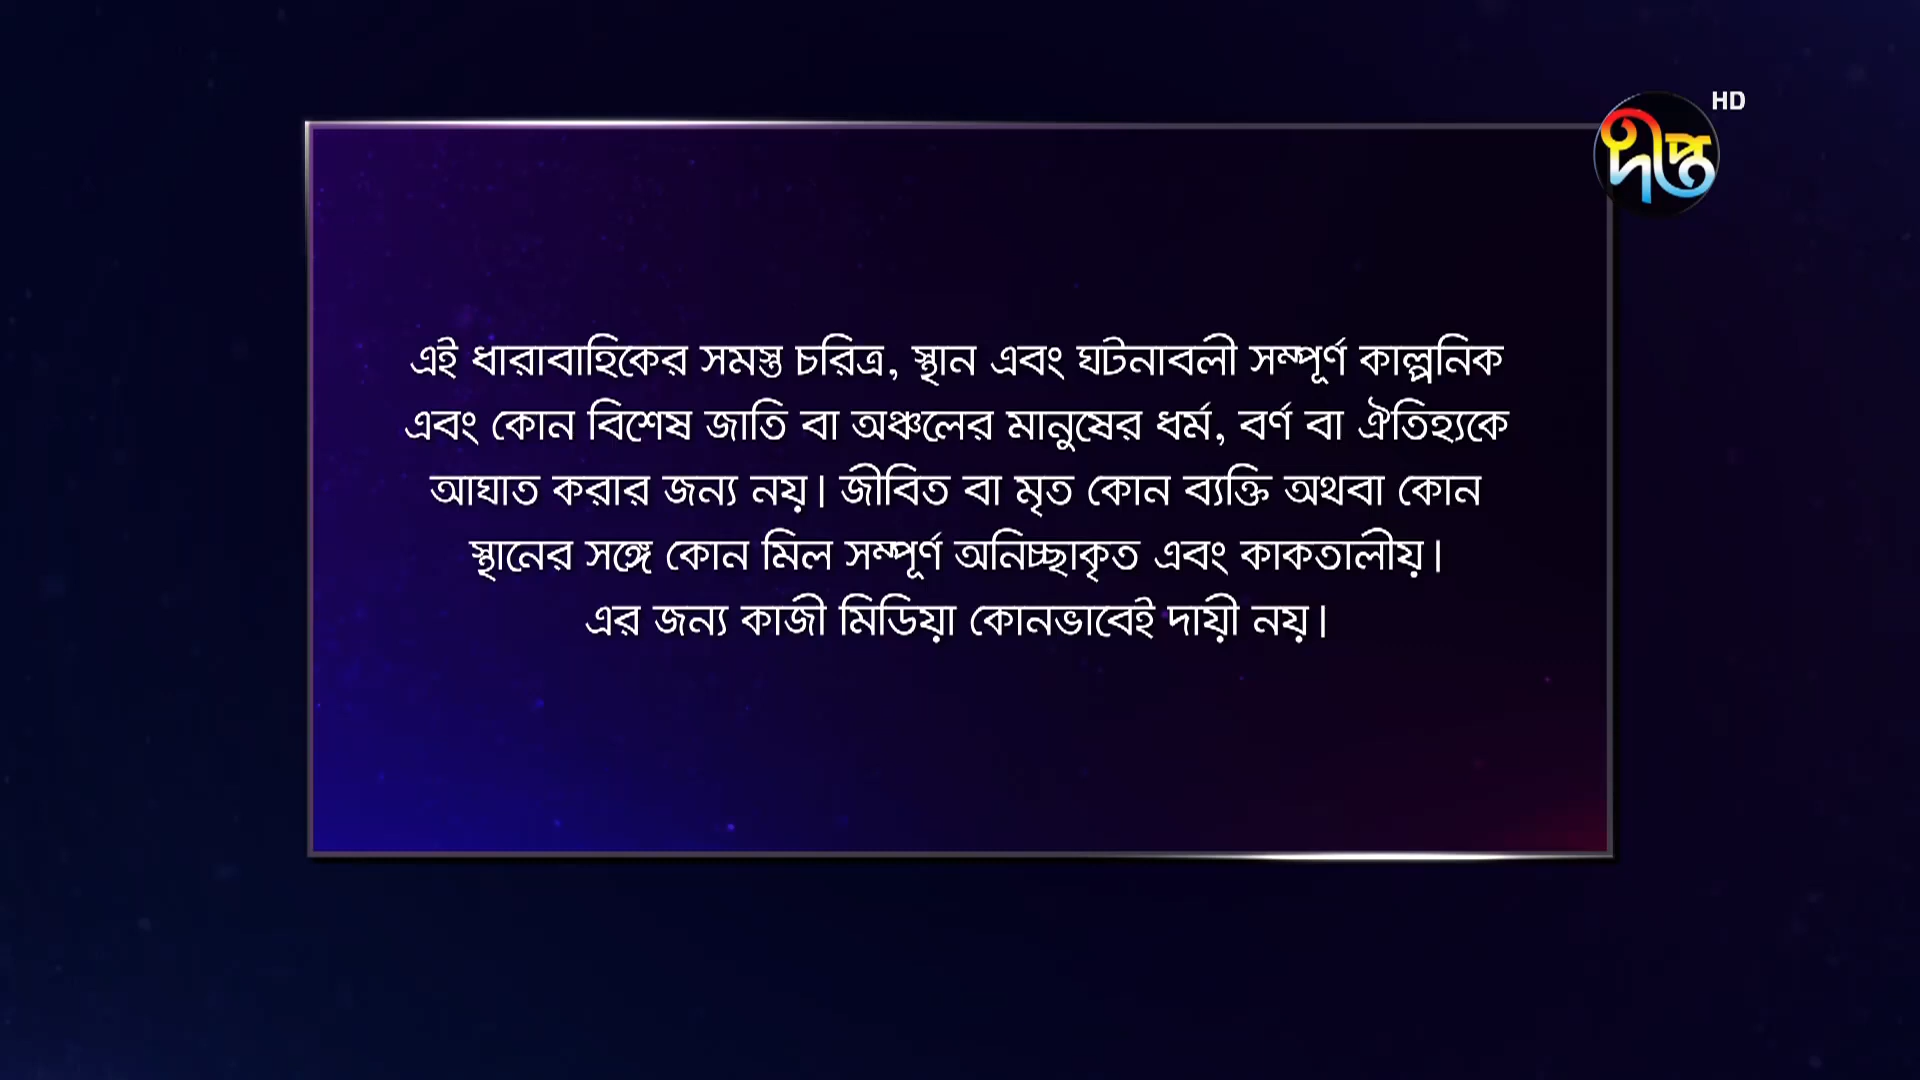 HD
দীপ্ত
এই ধারাবাহিকের সমস্ত চরিত্র, স্থান এবং ঘটনাবলী সম্পূর্ণ কাল্পনিক
এবং কোন বিশেষ জাতি বা অঞ্চলের মানুষের ধর্ম, বর্ণ বা ঐতিহ্যকে
আঘাত করার জন্য নয়। জীবিত বা মৃত কোন ব্যক্তি অথবা কোন
স্থানের সঙ্গে কোন মিল সম্পূর্ণ অনিচ্ছাকৃত এবং কাকতালীয়।
এর জন্য কাজী মিডিয়া কোনভাবেই দায়ী নয়।